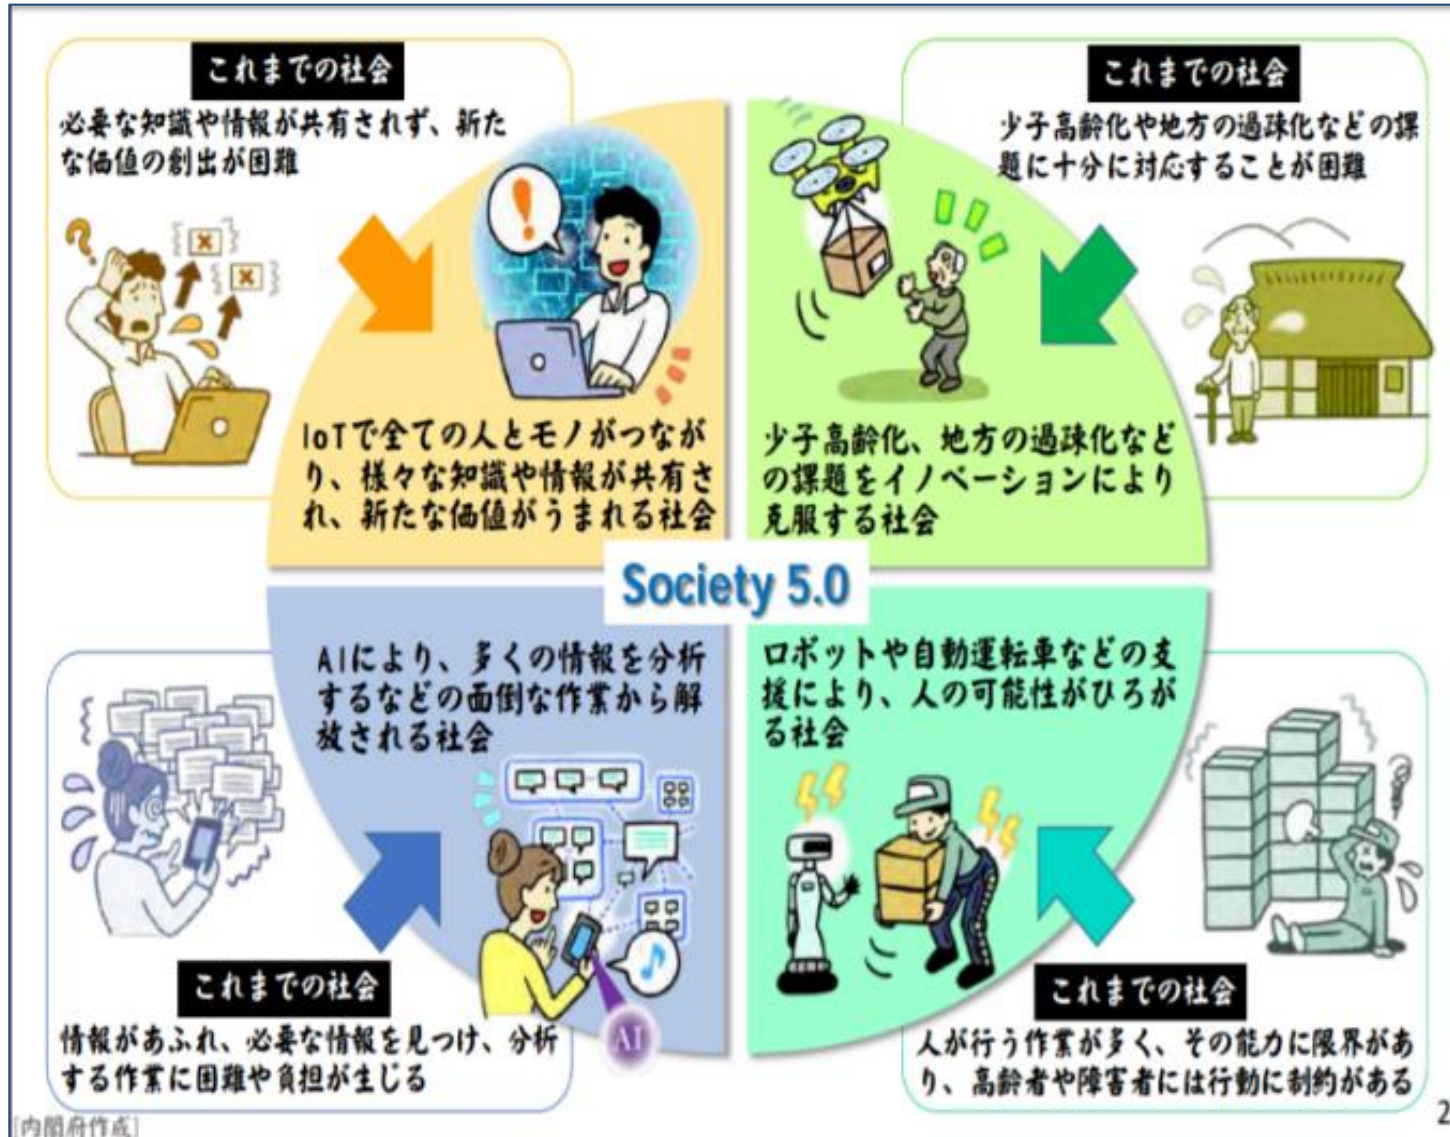 これまでの社会
必要な知識や情報が共有されず、新た
な価値の創出が困難
IoTで全ての人とモノがつなが
り、様々な知識や情報が共有さ
れ、新たな価値がうまれる社会
これまでの社会
少子高齢化や地方の過疎化などの課
題に十分に対応することが困難
少子高齢化、地方の過疎化など
の課題をイノベーションにより
克服する社会
Society 5.0
AIにより、多くの情報を分析
するなどの面倒な作業から解
放される社会
AI
これまでの社会
情報があふれ、必要な情報を見つけ、分析
する作業に困難や負担が生じる
ロボットや自動運転車などの支
援により、人の可能性がひろが
る社会
これまでの社会
人が行う作業が多く、その能力に限界があ
り、高齢者や障害者には行動に制約がある
[内閣府作成]
2